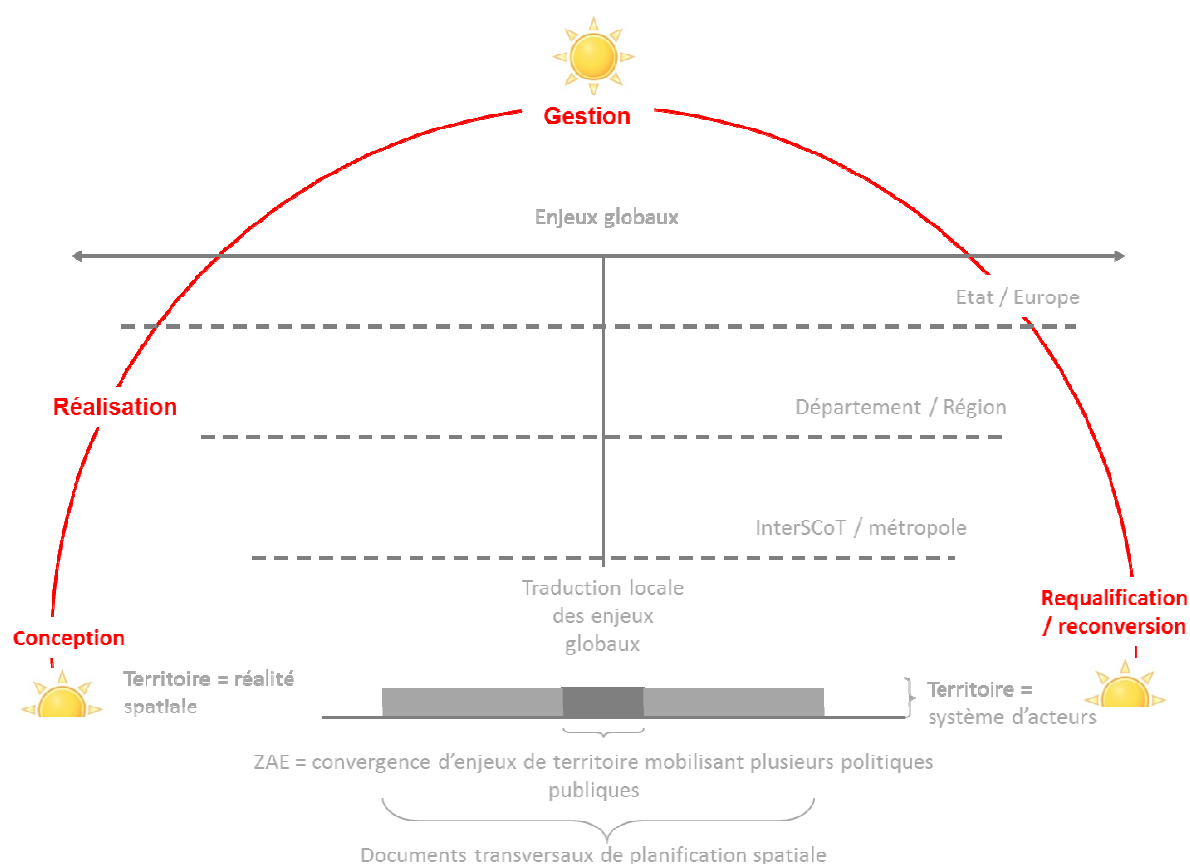 Gestion
Enjeux globaux
Etat / Europe
Réalisation
Département / Région
InterSCoT / métropole
Traduction locale
des enjeux
globaux
Conception
Requalification
/ reconversion
Territoire = réalité
spatiale
Territoire =
système d'acteurs
ZAE = convergence d'enjeux de territoire mobilisant plusieurs politiques
publiques
Documents transversaux de planification spatiale